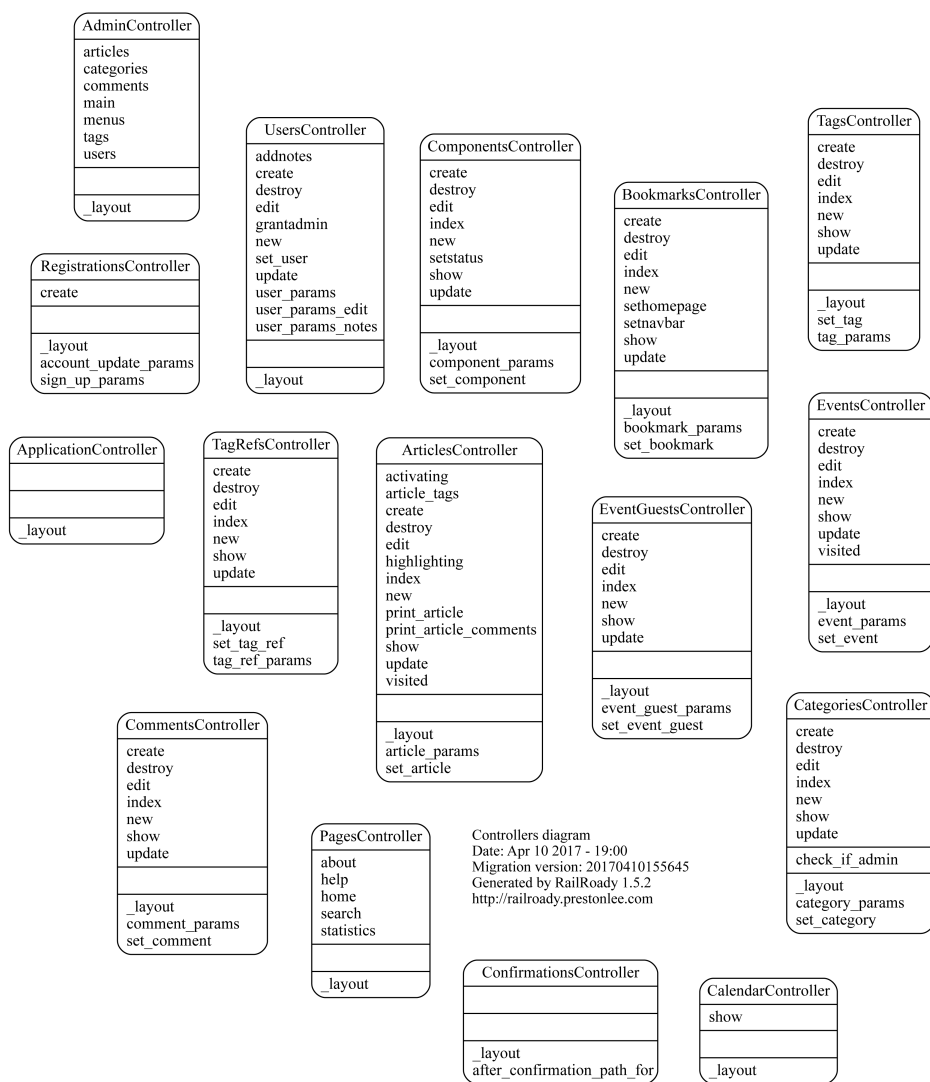 AdminController
articles
categories
comments
main
menus
tags
users
_layout
RegistrationsController
create
_layout
account_update_params
sign_up_params
UsersController
addnotes
create
destroy
edit
grantadmin
new
set_user
update
user_params
user_params_edit
user_params_notes
_layout
ComponentsController
create
destroy
edit
index
new
setstatus
show
update
_layout
component_params
set_component
BookmarksController
create
destroy
edit
index
new
sethomepage
setnavbar
show
update
_layout
bookmark_params
set_bookmark
TagsController
create
destroy
edit
index
new
show
update
_layout
set_tag
tag_params
ApplicationController
_layout
TagRefsController
create
destroy
edit
index
new
show
update
_layout
set_tag_ref
tag_ref_params
ArticlesController
activating
article_tags
create
destroy
edit
highlighting
index
new
print_article
print_article_comments
show
update
visited
_layout
article_params
set_article
EventGuestsController
create
destroy
edit
index
new
show
update
_layout
event_guest_params
set_event_guest
EventsController
create
destroy
edit
index
new
show
update
visited
_layout
event_params
set_event
CommentsController
create
destroy
edit
index
new
show
update
_layout
comment_params
set_comment
PagesController
about
help
home
search
statistics
_layout
Controllers diagram
Date: Apr 10 2017 - 19:00
Migration version: 20170410155645
Generated by RailRoady 1.5.2
http://railroady.prestonlee.com
CategoriesController
create
destroy
edit
index
new
show
update
check_if_admin
_layout
category_params
set_category
ConfirmationsController
_layout
after_confirmation_path_for
CalendarController
show
_layout